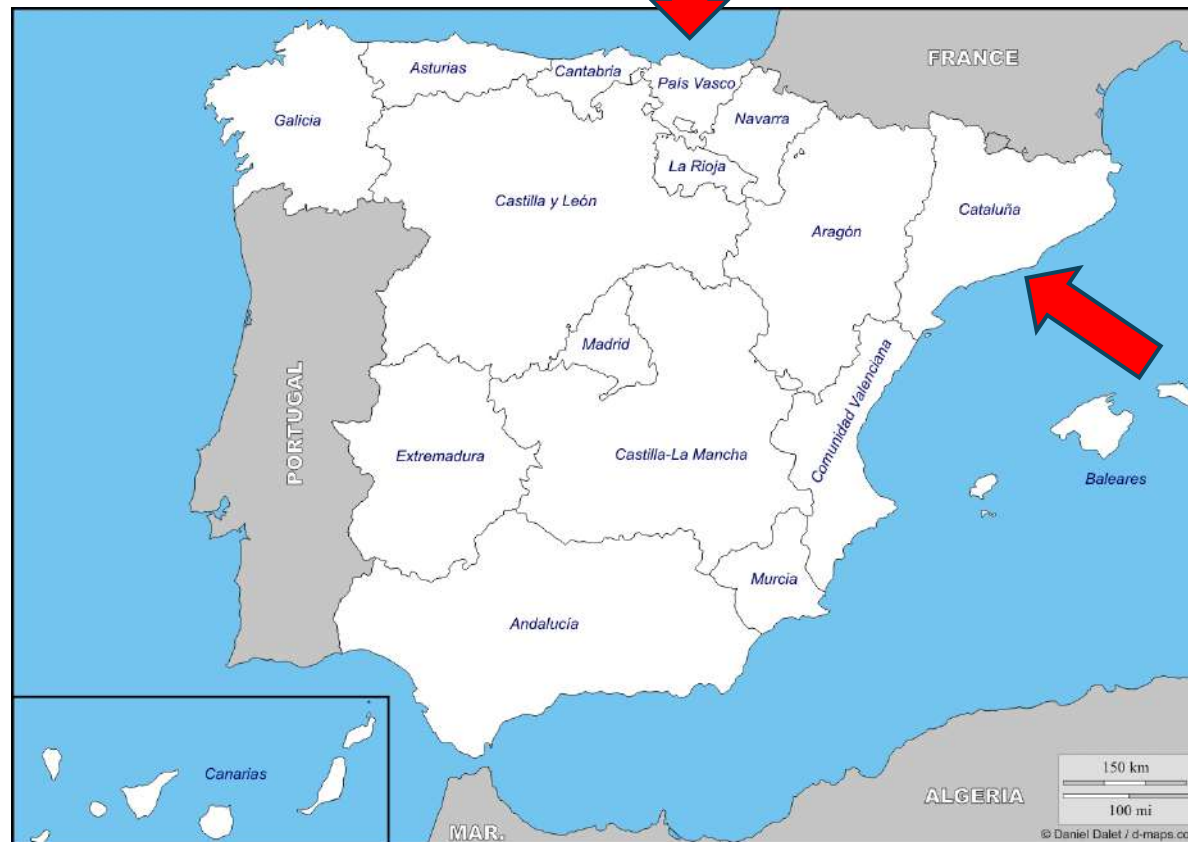 FRANCE
Asturias
Cantabria
País Vasco
Galicia
Navarra
La Rioja
Castilla y León
Cataluña
Aragón
Madrid
Comunidad Valenciana
PORTUGAL
Extremadura
Castilla-La Mancha
Baleares
Murcia
Andalucía
Canarias
150 km
100 mi
ALGERIA
MAR.
© Daniel Dalet / d-maps.co